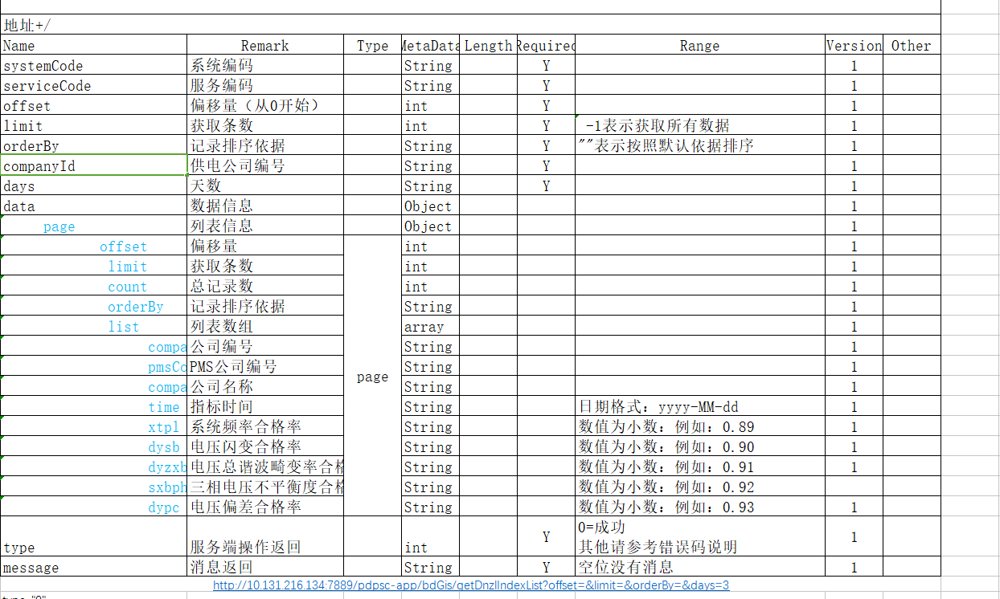 地址+/
Name Remark Type MetaData Length Required Range Version Other
systemCode 系统编码 String Y 1
serviceCode 服务编码 String Y 1
offset 偏移量（从0开始） int Y 1
limit 获取条数 int Y -1表示获取所有数据 1
orderBy 记录排序依据 String Y ""表示按照默认依据排序 1
companyId 供电公司编号 String Y 1
days 天数 String Y 1
data 数据信息 Object 1
page 列表信息 Object 1
offset 偏移量 int 1
limit 获取条数 int 1
count 总记录数 int 1
orderBy 记录排序依据 String 1
list 列表数组 array 1
compa 公司编号 String 1
pmsCo PMS公司编号 String 1
page
compa 公司名称 String 1
time 指标时间 String 日期格式：yyyy-MM-dd 1
xtpl 系统频率合格率 String 数值为小数：例如：0.89 1
dysb 电压闪变合格率 String 数值为小数：例如：0.90 1
dyzxb 电压总谐波畸变率合格 String 数值为小数：例如：0.91 1
sxbph 三相电压不平衡度合格 String 数值为小数：例如：0.92
dypc 电压偏差合格率 String 数值为小数：例如：0.93 1
type 服务端操作返回 int Y 0=成功
其他请参考错误码说明 1
message 消息返回 String Y 空位没有消息 1
http://10.131.216.134:7889/pdpsc-app/bdGis/getDnzlIndexList?offset=&limit=&orderBy=&days=3